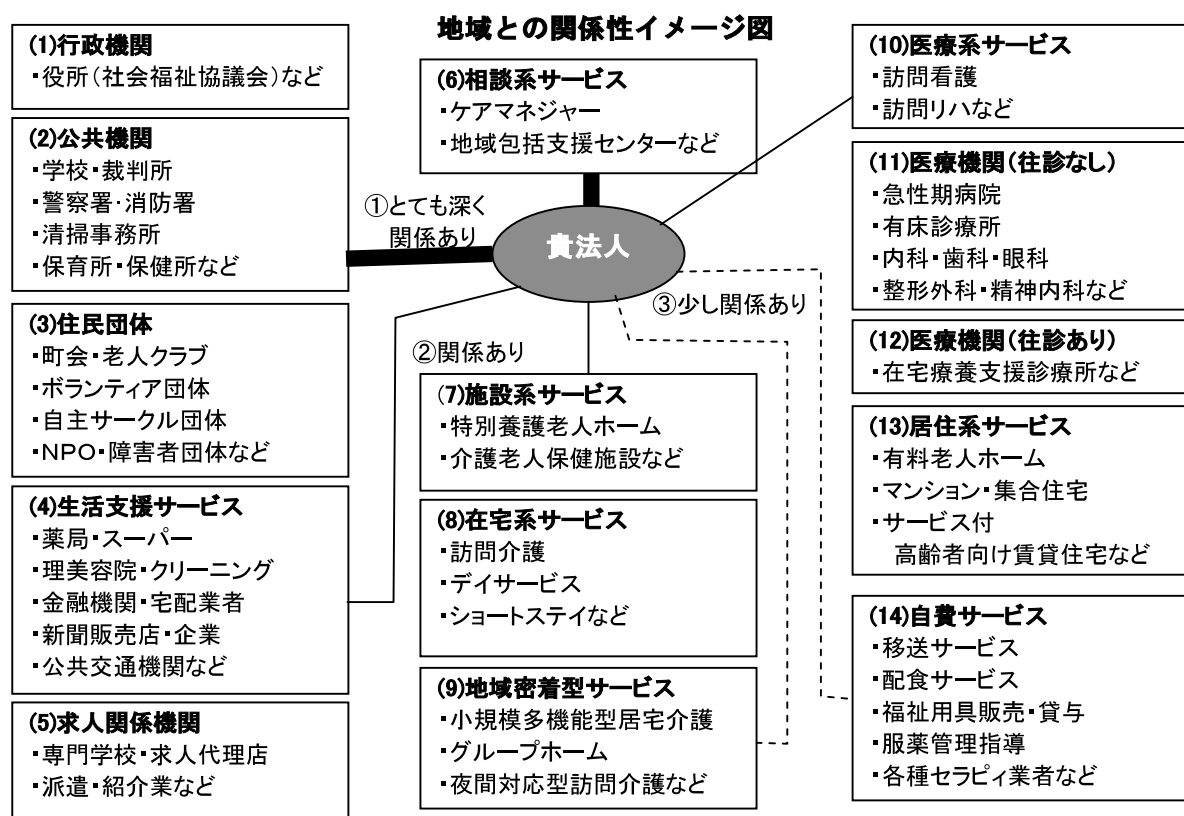 地域との関係性イメージ図
(1)行政機関
・役所(社会福祉協議会)など
(2)公共機関
・学校・裁判所
・警察署・消防署
・清掃事務所
・保育所・保健所など
(3)住民団体
・町会・老人クラブ
・ボランティア団体
・自主サークル団体
・NPO・障害者団体など
(4)生活支援サービス
・薬局・スーパー
・理美容院・クリーニング
・金融機関・宅配業者
・新聞販売店・企業
・公共交通機関など
(5)求人関係機関
・専門学校・求人代理店
・派遣・紹介業など
(6)相談系サービス
・ケアマネジャー
・地域包括支援センターなど
①とても深く
関係あり
貴法人
③少し関係あり
②関係あり
(7)施設系サービス
・特別養護老人ホーム
・介護老人保健施設など
(8)在宅系サービス
・訪問介護
・デイサービス
・ショートステイなど
(9)地域密着型サービス
・小規模多機能型居宅介護
・グループホーム
・夜間対応型訪問介護など
(10)医療系サービス
・訪問看護
・訪問リハなど
(11)医療機関(往診なし)
・急性期病院
・有床診療所
・内科・歯科・眼科
・整形外科・精神内科など
(12)医療機関(往診あり)
・在宅療養支援診療所など
(13)居住系サービス
・有料老人ホーム
・マンション・集合住宅
・サービス付
高齢者向け賃貸住宅など
(14)自費サービス
・移送サービス
・配食サービス
・福祉用具販売・貸与
・服薬管理指導
・各種セラピィ業者など